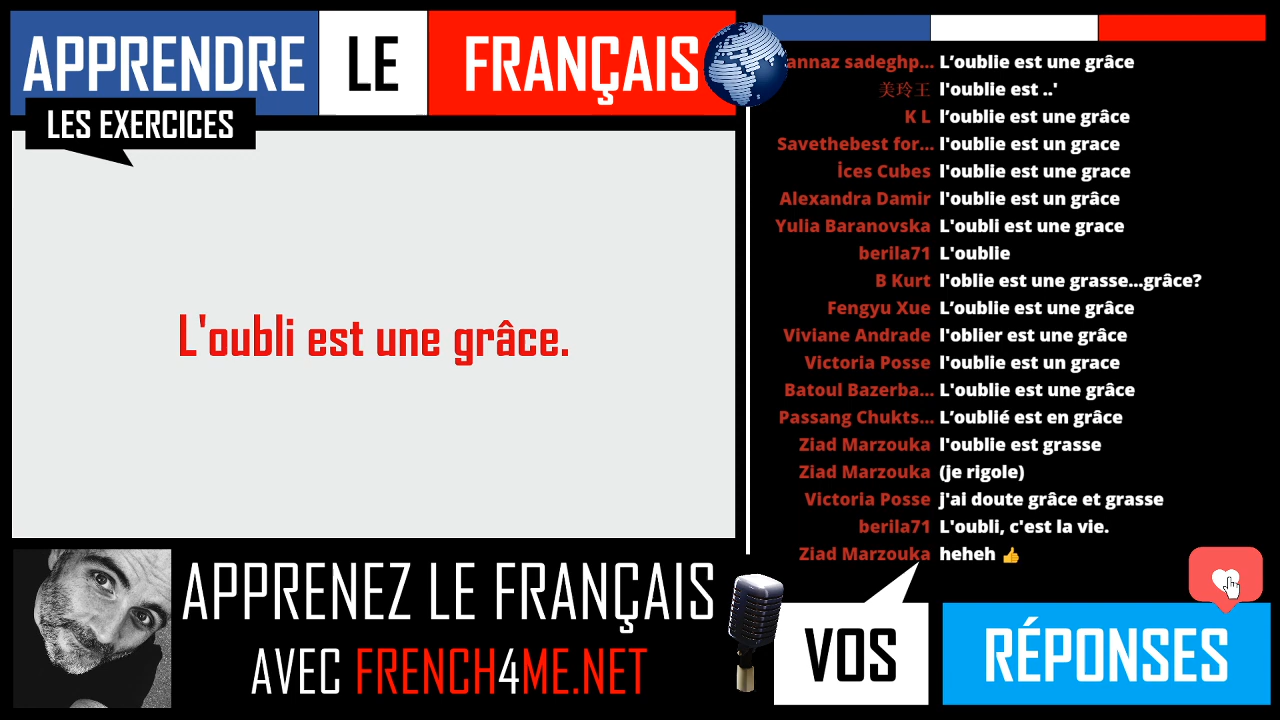 APPRENDRE LE FRANÇAIS
LES EXERCICES
L'oubli est une grâce.
APPRENEZ LE FRANÇAIS
AVEC FRENCH4ME.NET
annaz sadeghp... L’oublie est une grâce
美玲王 l'oublie est ..'
K L l’oublie est une grâce
Savethebest for... l'oublie est un grace
İces Cubes l'oublie est une grace
Alexandra Damir l'oublie est un grâce
Yulia Baranovska L'oubli est une grace
berila71 L'oublie
B Kurt l'oblie est une grasse...grâce?
Fengyu Xue L’oublie est une grâce
Viviane Andrade l'oblier est une grâce
Victoria Posse l'oublie est un grace
Batoul Bazerba... L'oublie est une grâce
Passang Chukts... L’oublié est en grâce
Ziad Marzouka l'oublie est grasse
Ziad Marzouka (je rigole)
Victoria Posse j'ai doute grâce et grasse
berila71 L'oubli, c'est la vie.
Ziad Marzouka heheh 👍
VOS RÉPONSES